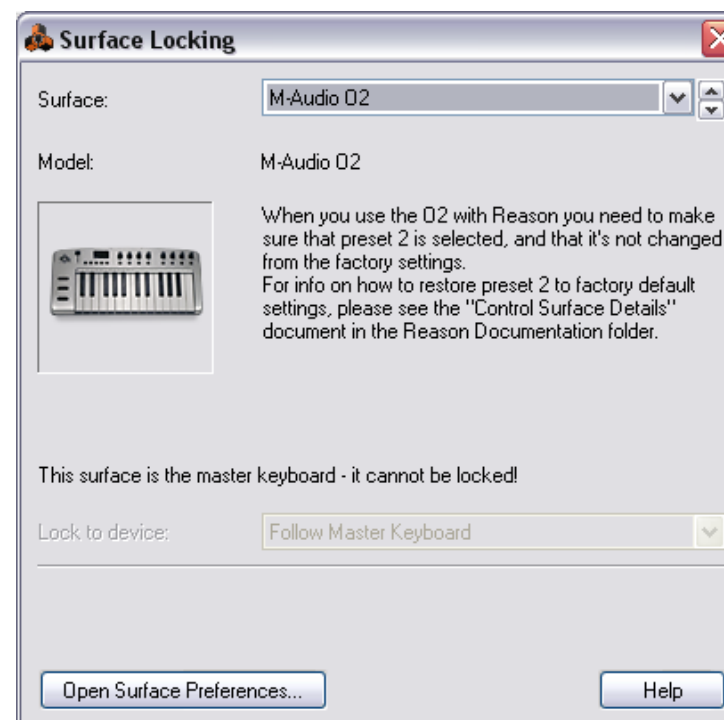 Surface Locking
Surface: M-Audio O2
Model: M-Audio O2
When you use the O2 with Reason you need to make
sure that preset 2 is selected, and that it's not changed
from the factory settings.
For info on how to restore preset 2 to factory default
settings, please see the "Control Surface Details"
document in the Reason Documentation folder.
This surface is the master keyboard - it cannot be locked!
Lock to device: Follow Master Keyboard
Open Surface Preferences... Help